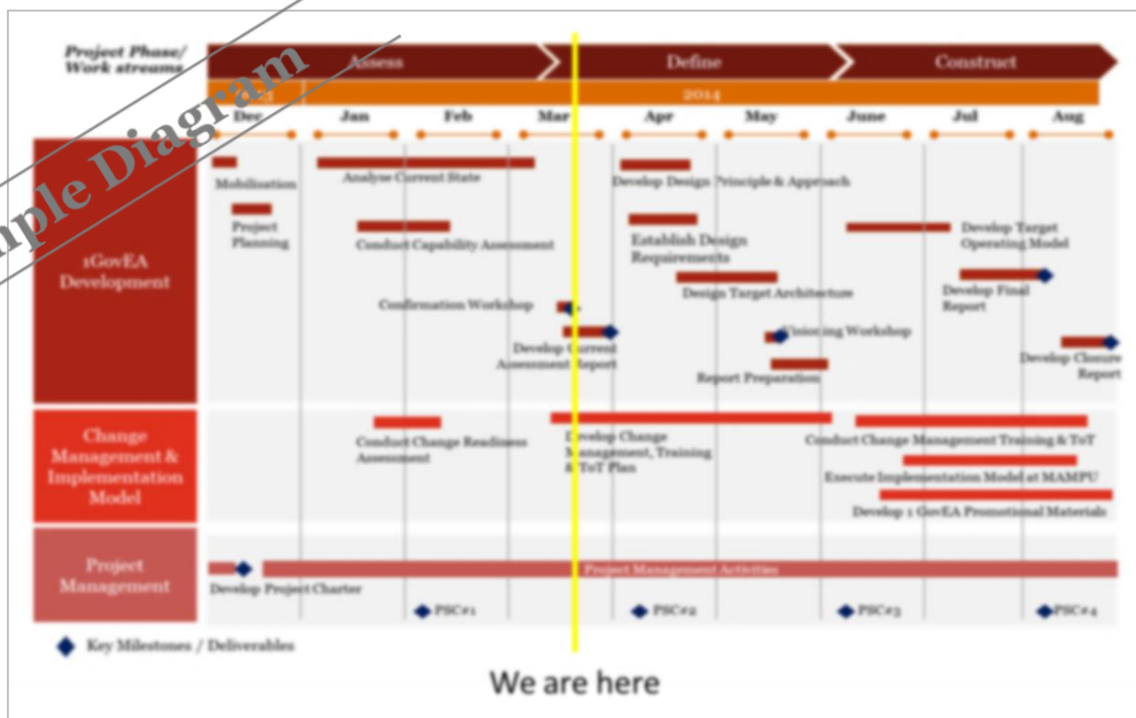 Project Phase/
Work streams
Assess
Define
Construct
2014
Dec
Jan
Feb
Mar
Apr
May
June
Jul
Aug
1GovEA
Development
Mobilisation
Project
Planning
Analyse Current State
Conduct Capability Assessment
Confirmation Workshop
Develop Current
Assessment Report
Develop Design Principle & Approach
Establish Design
Requirements
Design Target Architecture
Visioning Workshop
Report Preparation
Develop Target
Operating Model
Develop Final
Report
Develop Closure
Report
Change
Management &
Implementation
Model
Conduct Change Readiness
Assessment
Develop Change
Management, Training
& ToT Plan
Conduct Change Management Training & ToT
Execute Implementation Model at MAMPU
Develop 1 GovEA Promotional Materials
Project
Management
Develop Project Charter
Project Management Activities
PSC#1
PSC#2
PSC#3
PSC#4
Key Milestones / Deliverables
We are here
mple Diagram